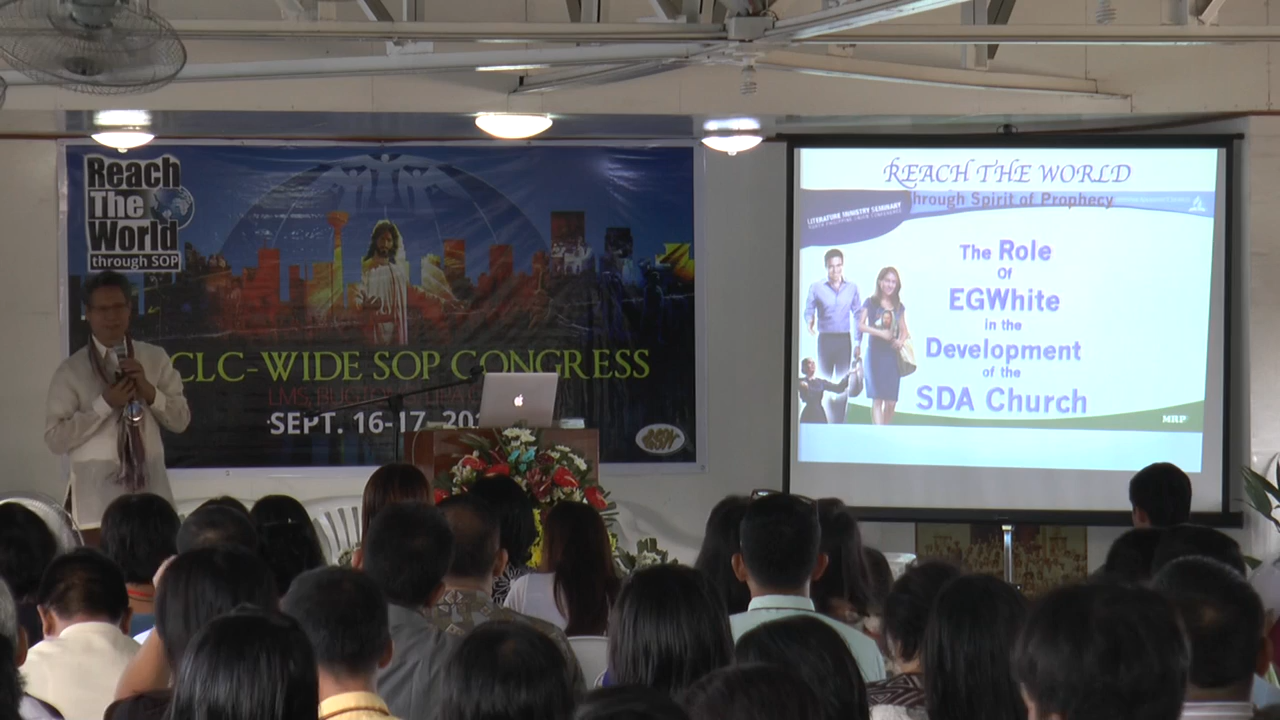 Reach
The
World
through SOP
CLC-WIDE SOP CONGRESS
SEPT. 16-17
REACH THE WORLD
through Spirit of Prophecy
LITERATURE MINISTRY SEMINARY
The Role
Of
EGWhite
in the
Development
of the
SDA Church
MRP